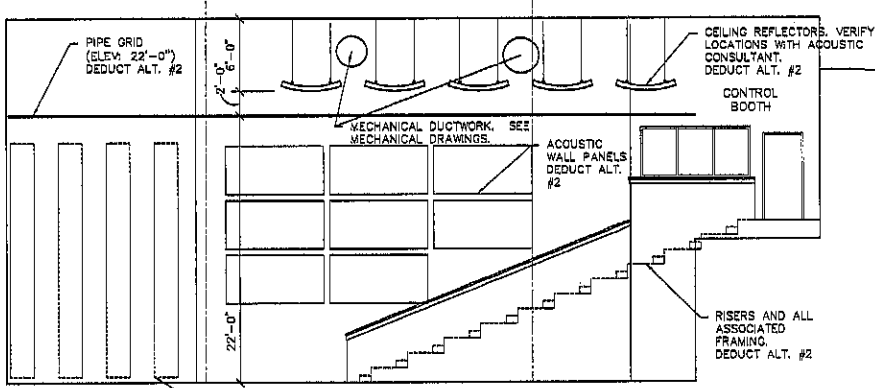 PIPE GRID
(ELEV: 22'-0")
DEDUCT ALT. #2
2'-0"
6'-0"
CEILING REFLECTORS. VERIFY
LOCATIONS WITH ACOUSTIC
CONSULTANT.
DEDUCT ALT. #2
CONTROL
BOOTH
MECHANICAL DUCTWORK. SEE
MECHANICAL DRAWINGS.
ACOUSTIC
WALL PANELS
DEDUCT ALT.
#2
22'-0"
RISERS AND ALL
ASSOCIATED
FRAMING.
DEDUCT ALT. #2